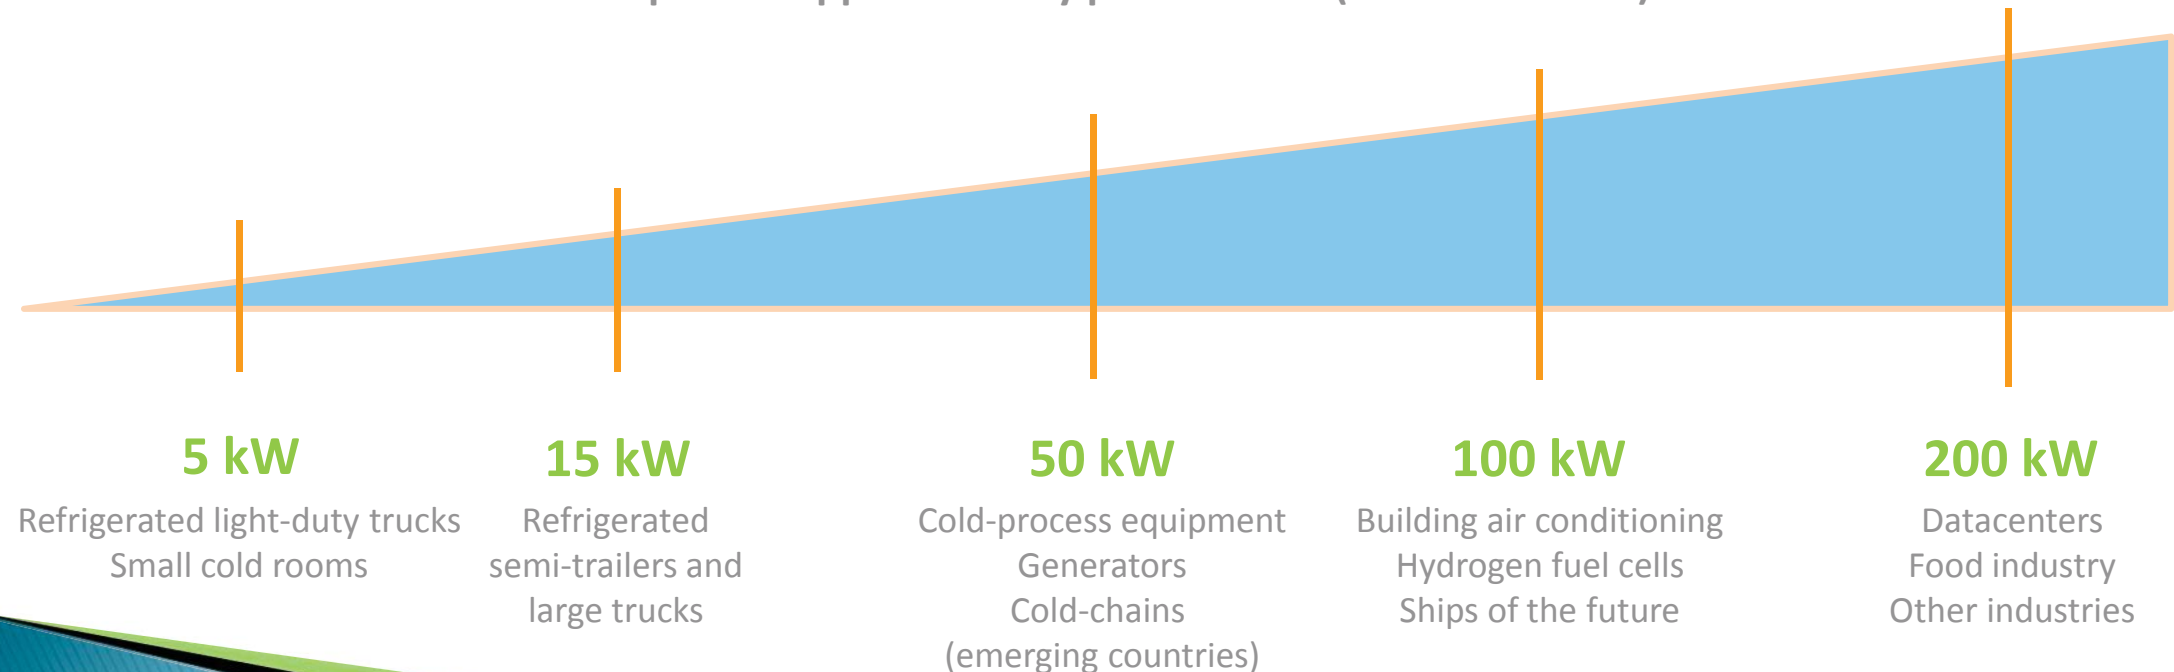 5 kW
Refrigerated light-duty trucks
Small cold rooms
15 kW
Refrigerated
semi-trailers and
large trucks
50 kW
Cold-process equipment
Generators
Cold-chains
(emerging countries)
100 kW
Building air conditioning
Hydrogen fuel cells
Ships of the future
200 kW
Datacenters
Food industry
Other industries